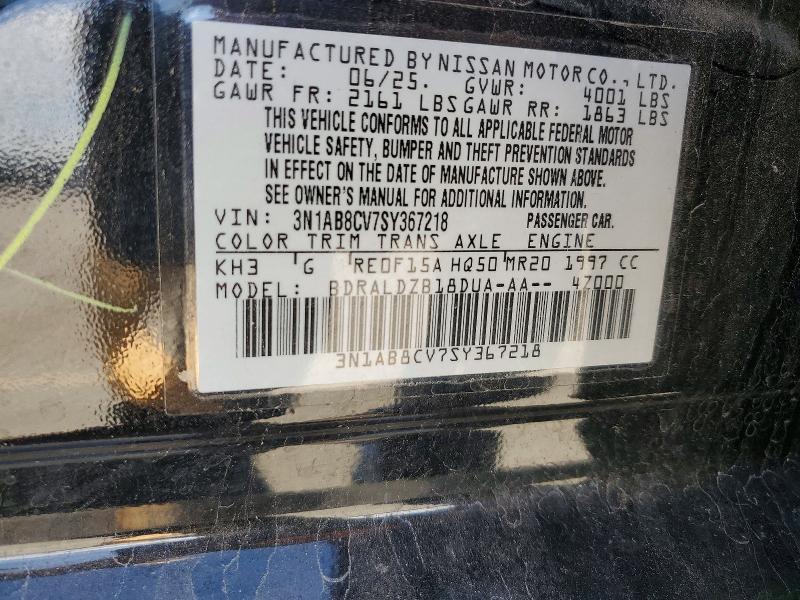 MANUFACTURED BY NISSAN MOTOR CO., LTD.
DATE: 06/25. GVWR: 4001 LBS
GAWR FR: 2161 LBS GAWR RR: 1863 LBS
THIS VEHICLE CONFORMS TO ALL APPLICABLE FEDERAL MOTOR
VEHICLE SAFETY, BUMPER AND THEFT PREVENTION STANDARDS
IN EFFECT ON THE DATE OF MANUFACTURE SHOWN ABOVE.
SEE OWNER'S MANUAL FOR ADDITIONAL INFORMATION.
VIN: 3N1AB8CV7SY367218 PASSENGER CAR.
COLOR TRIM TRANS AXLE ENGINE
KH3 G RE0F15A HQ50 MR20 1997 CC
MODEL: BDRALDZB18DUA-AA-- 4Z000
3N1AB8CV7SY367218